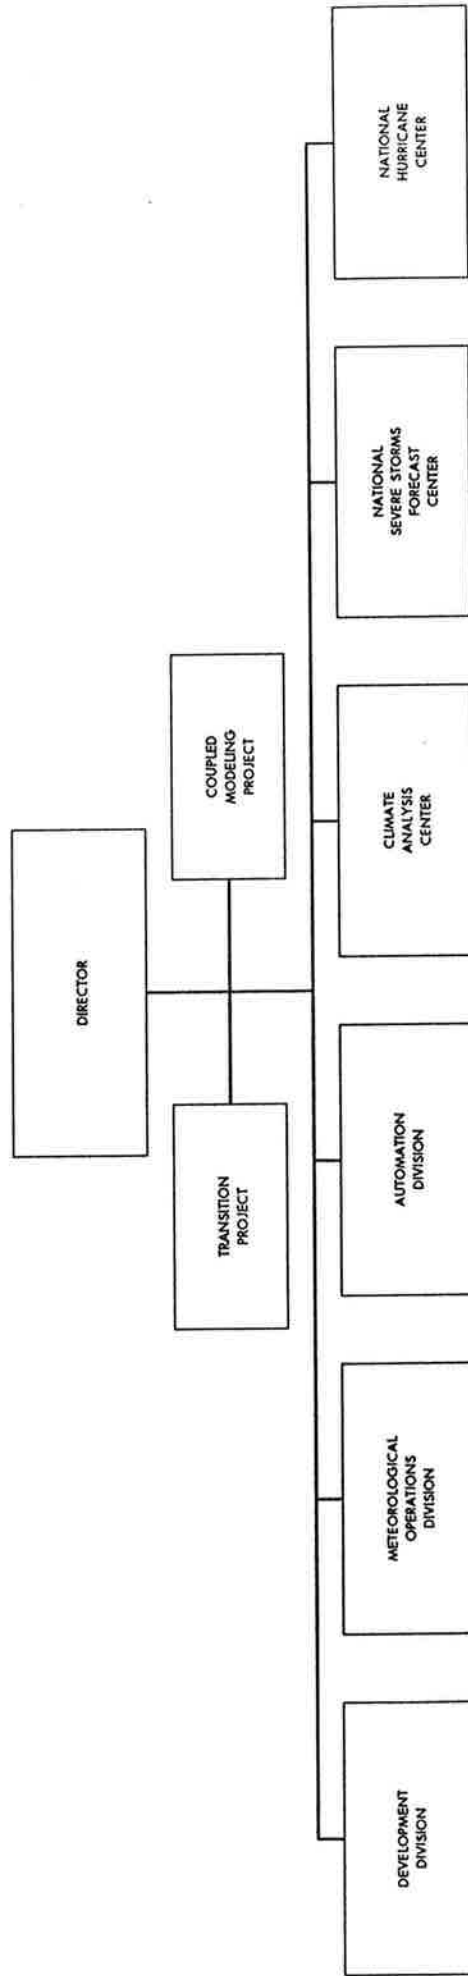 DIRECTOR
TRANSITION
PROJECT
COUPLED
MODELING
PROJECT
DEVELOPMENT
DIVISION
METEOROLOGICAL
OPERATIONS
DIVISION
AUTOMATION
DIVISION
CLIMATE
ANALYSIS
CENTER
NATIONAL
SEVERE STORMS
FORECAST
CENTER
NATIONAL
HURRICANE
CENTER